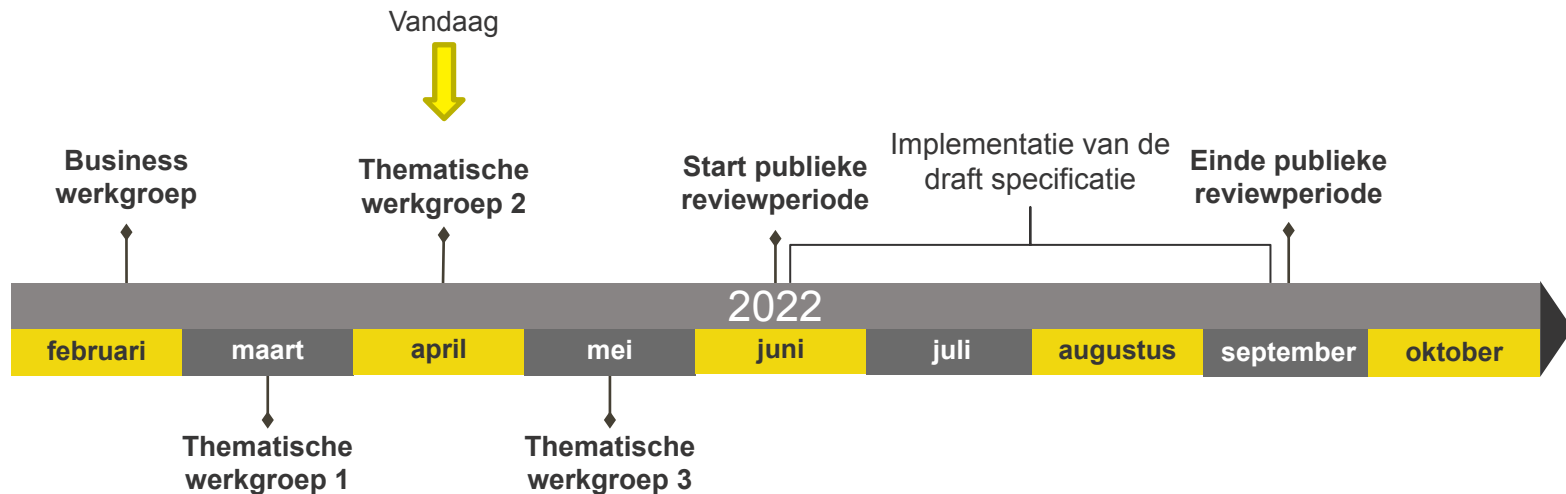 Vandaag
Business
werkgroep
Thematische
werkgroep 2
Start publieke
reviewperiode
Implementatie van de
draft specificatie
Einde publieke
reviewperiode
2022
februari
maart
april
mei
juni
juli
augustus
september
oktober
Thematische
werkgroep 1
Thematische
werkgroep 3